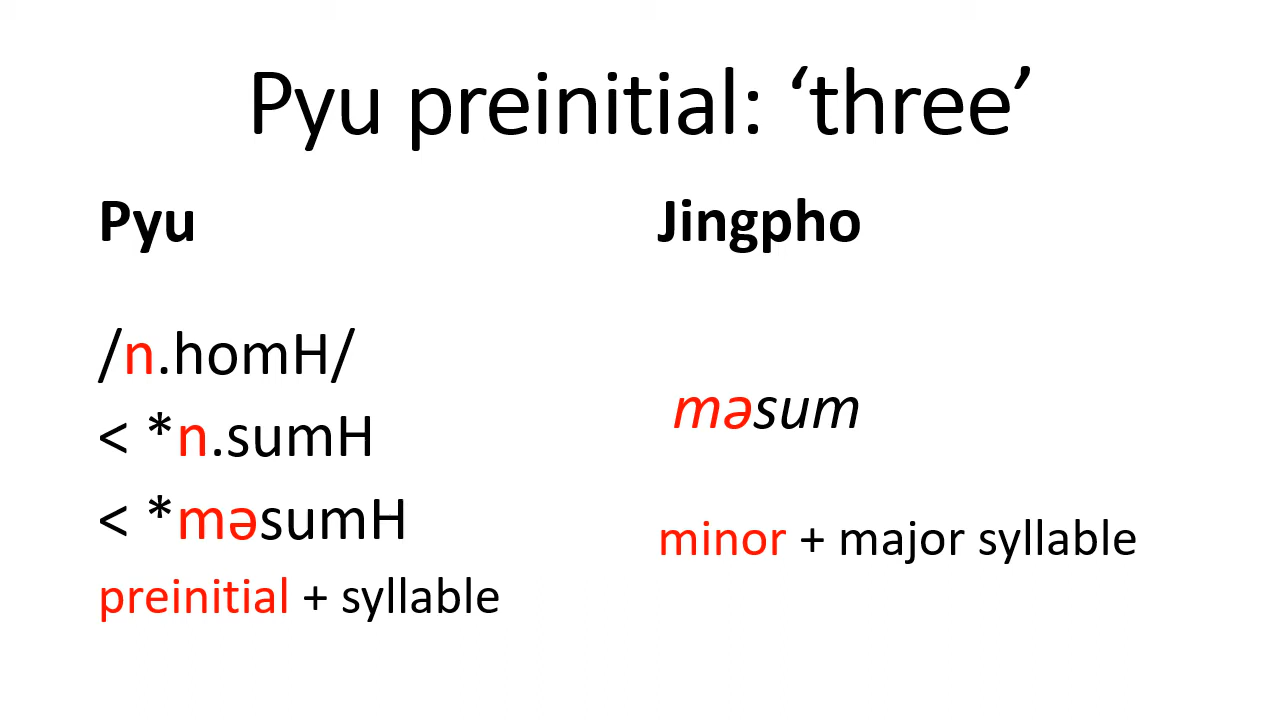 Pyu preinitial: ‘three’
Pyu
/n.homH/
< *n.sumH
< *məsumH
preinitial + syllable
Jingpho
məsum
minor + major syllable